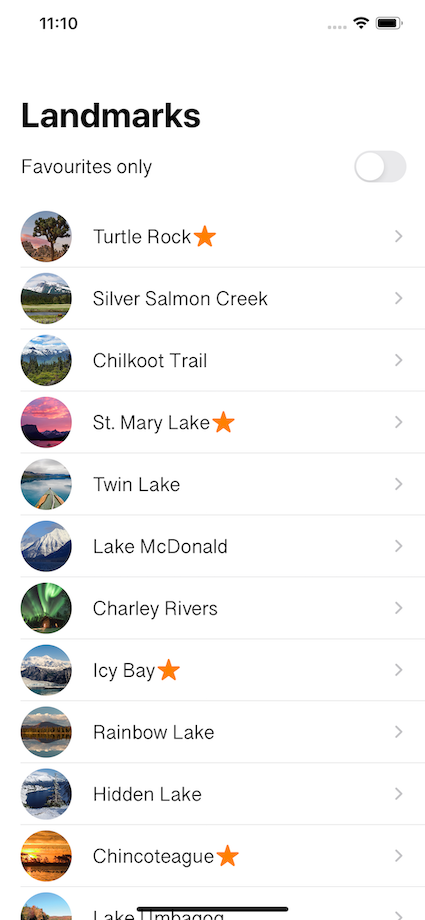 11:10
Landmarks
Favourites only
Turtle Rock
Silver Salmon Creek
Chilkoot Trail
St. Mary Lake
Twin Lake
Lake McDonald
Charley Rivers
Icy Bay
Rainbow Lake
Hidden Lake
Chincoteague
Lake Umbagog